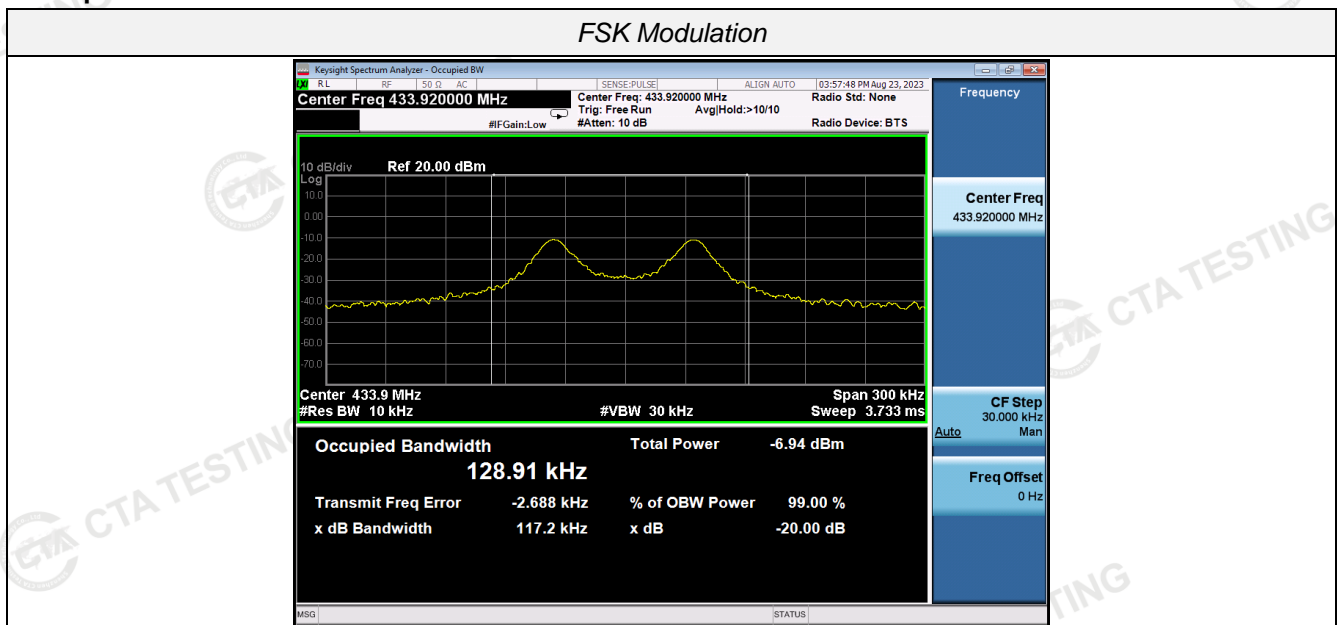 FSK Modulation
Keysight Spectrum Analyzer - Occupied BW
LXI RL RF 50 Ω AC SENSE:PULSE ALIGN AUTO 03:57:48 PM Aug 23, 2023
Center Freq 433.920000 MHz
Center Freq: 433.920000 MHz
Radio Std: None
Trig: Free Run Avg|Hold:>10/10
#IFGain:Low
#Atten: 10 dB
Radio Device: BTS
10 dB/div Ref 20.00 dBm
Log
10.0
0.00
-10.0
-20.0
-30.0
-40.0
-50.0
-60.0
-70.0
Center 433.9 MHz Span 300 kHz
#Res BW 10 kHz #VBW 30 kHz Sweep 3.733 ms
Occupied Bandwidth Total Power -6.94 dBm
128.91 kHz
Transmit Freq Error -2.688 kHz % of OBW Power 99.00 %
x dB Bandwidth 117.2 kHz x dB -20.00 dB
MSG STATUS
Frequency
Center Freq
433.920000 MHz
CF Step
30.000 kHz
Auto Man
Freq Offset
0 Hz
CTA
CTA TESTING
CTA TESTING
TING